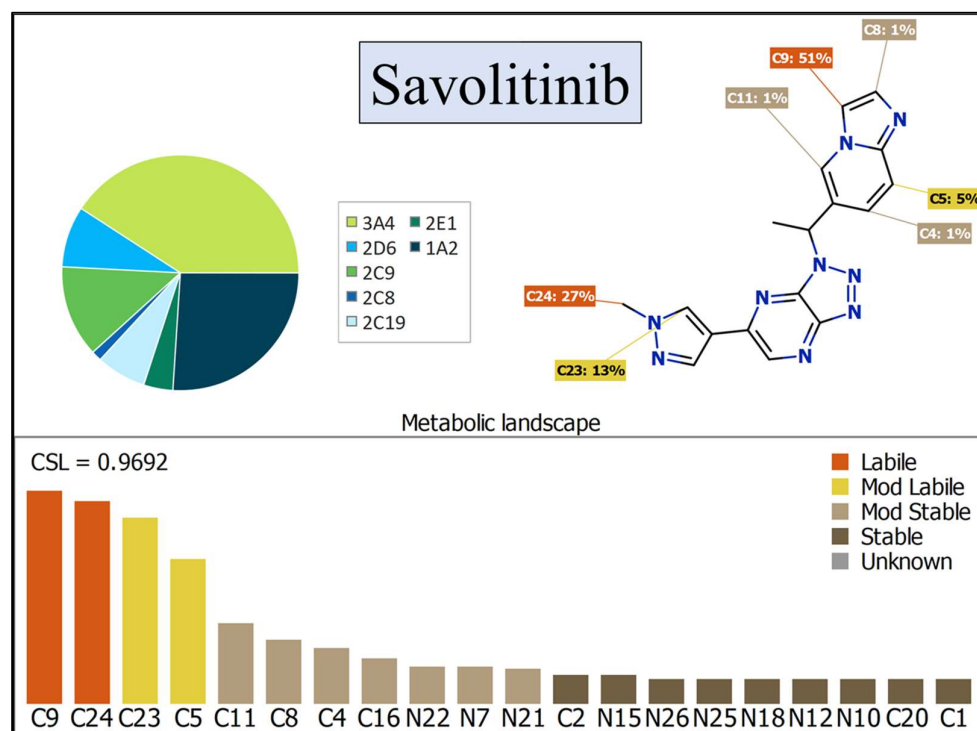 Savolitinib
C8: 1%
C9: 51%
C11: 1%
N
N
C5: 5%
C4: 1%
N
N
N
N
N
C24: 27%
N
N
C23: 13%
3A4 2E1
2D6 1A2
2C9
2C8
2C19
Metabolic landscape
CSL = 0.9692
Labile
Mod Labile
Mod Stable
Stable
Unknown
C9 C24 C23 C5 C11 C8 C4 C16 N22 N7 N21 C2 N15 N26 N25 N18 N12 N10 C20 C1